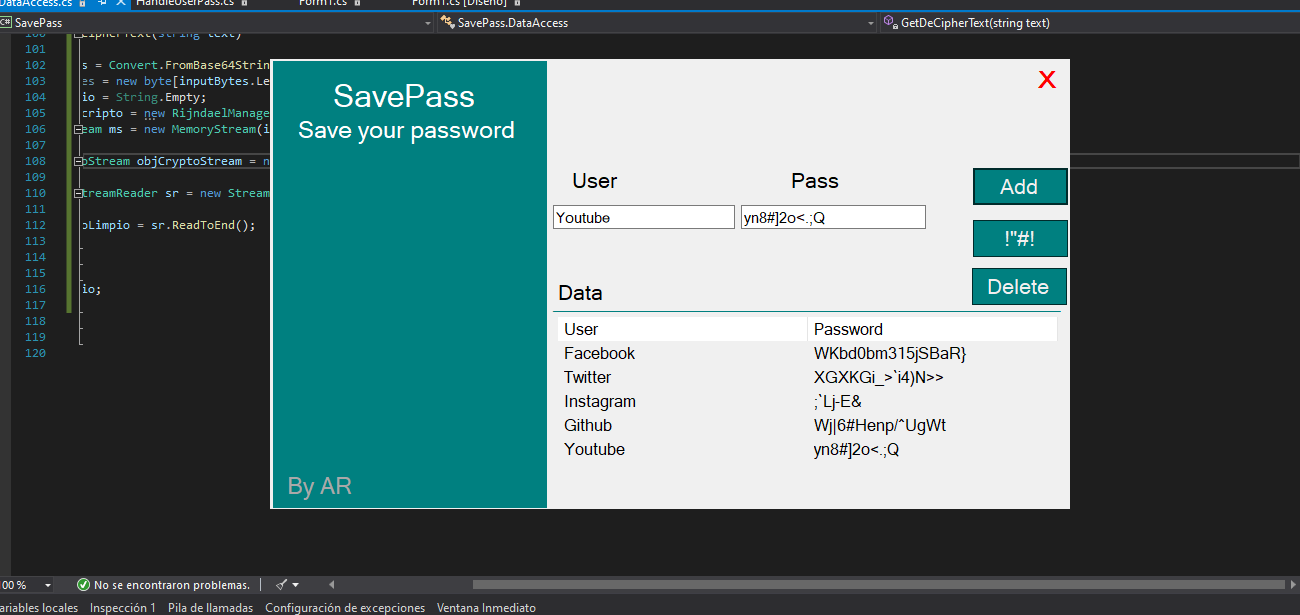 DataAccess.cs HandleUserPass.cs Form1.cs Form1.cs [Diseño]
C# SavePass SavePass.DataAccess GetDeCipherText(string text)
100 CipherText(string text)
101
102 s = Convert.FromBase64Strin
103 es = new byte[inputBytes.Le
104 io = String.Empty;
105 cripto = new RijndaelManage
106 eam ms = new MemoryStream(i
107
108 oStream objCryptoStream = n
109
110 treamReader sr = new Stream
111
112 oLimpio = sr.ReadToEnd();
113
114
115
116 io;
117
118
119
120
SavePass
Save your password
By AR
X
User Pass
Youtube yn8#]2o<.;Q
Add
!"#!
Delete
Data
User Password
Facebook WKbd0bm315jSBaR}
Twitter XGXKGi_>`i4)N>>
Instagram ;`Lj-E&
Github Wj|6#Henp/^UgWt
Youtube yn8#]2o<.;Q
00 % No se encontraron problemas.
ariables locales Inspección 1 Pila de llamadas Configuración de excepciones Ventana Inmediato